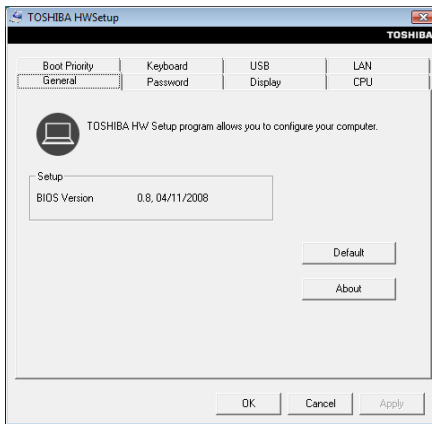 TOSHIBA HWSetup
TOSHIBA
Boot Priority Keyboard USB LAN
General Password Display CPU
TOSHIBA HW Setup program allows you to configure your computer.
Setup
BIOS Version 0.8, 04/11/2008
Default
About
OK Cancel Apply